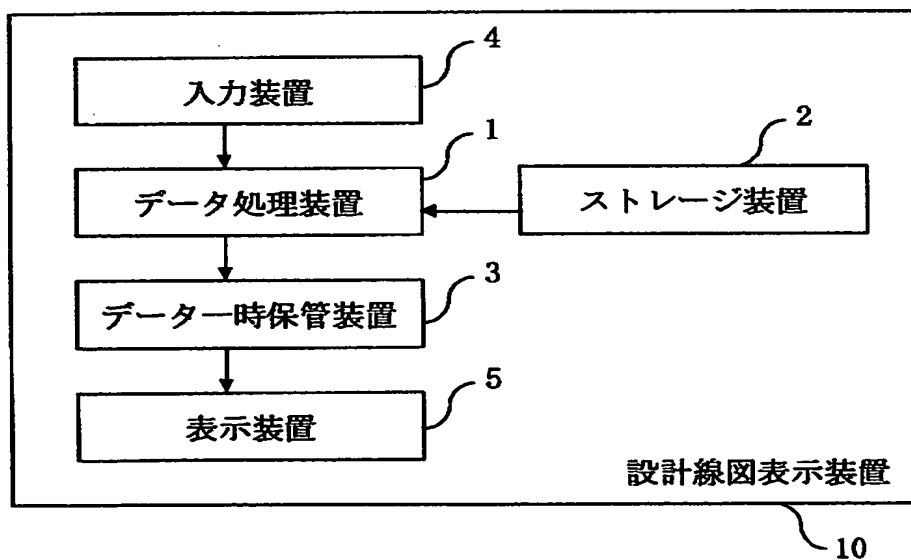 4
入力装置
1
2
データ処理装置
ストレージ装置
3
データ一時保管装置
5
表示装置
設計線図表示装置
10